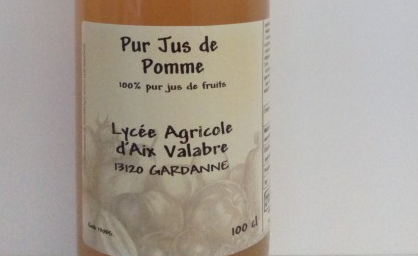 Pur Jus de
Pomme
100% pur jus de fruits
Lycée Agricole
d'Aix Valabre
13120 GARDANNE
100 cl